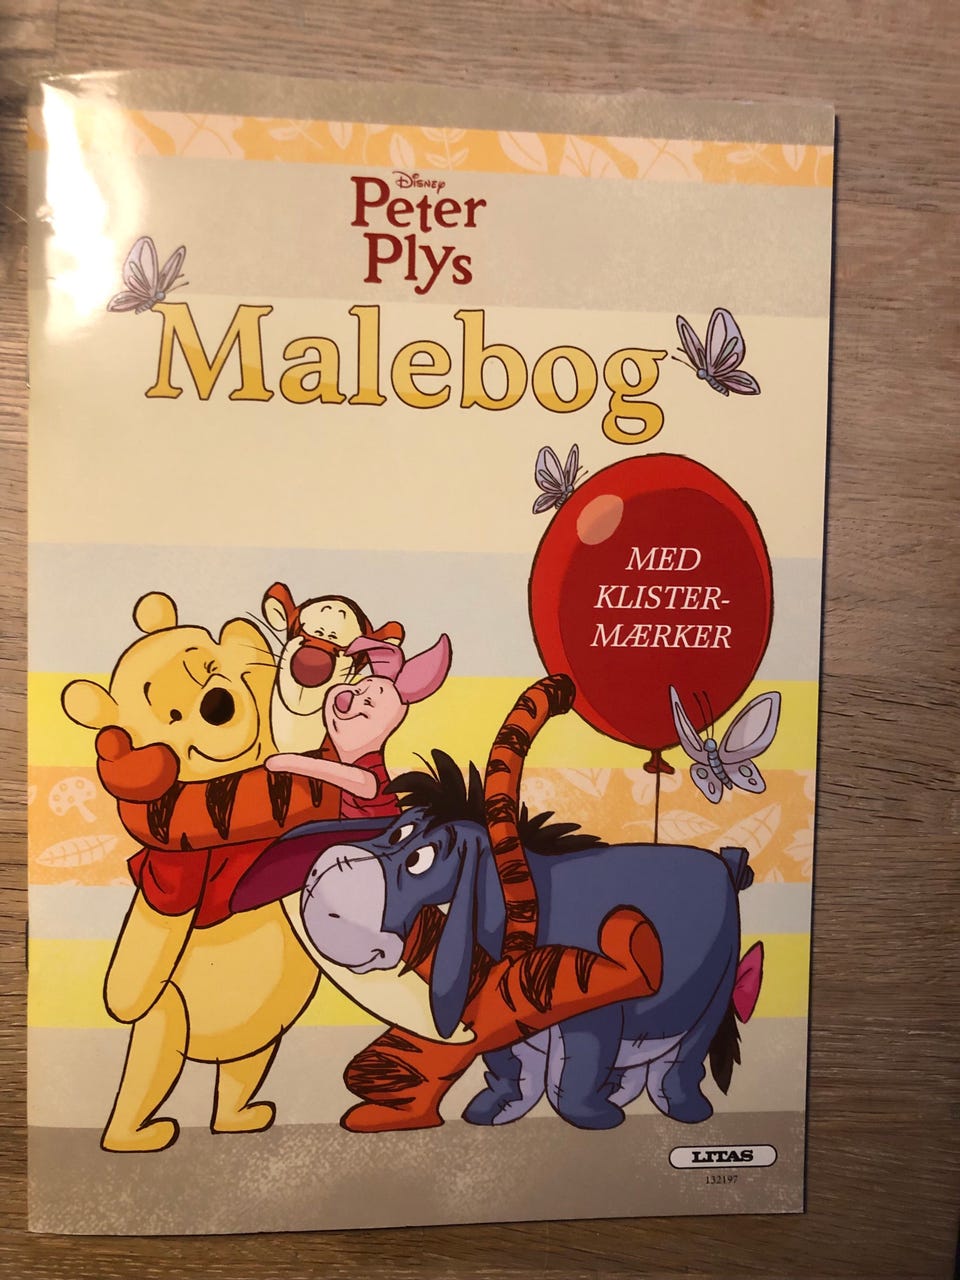 Disney
Peter
Plys
Malebog
MED
KLISTER-
MÆRKER
LITAS
132197